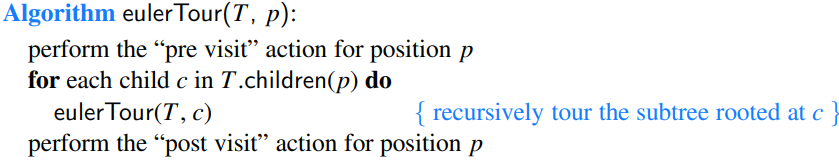 Algorithm eulerTour(T, p):
perform the “pre visit” action for position p
for each child c in T.children(p) do
eulerTour(T, c) { recursively tour the subtree rooted at c }
perform the “post visit” action for position p